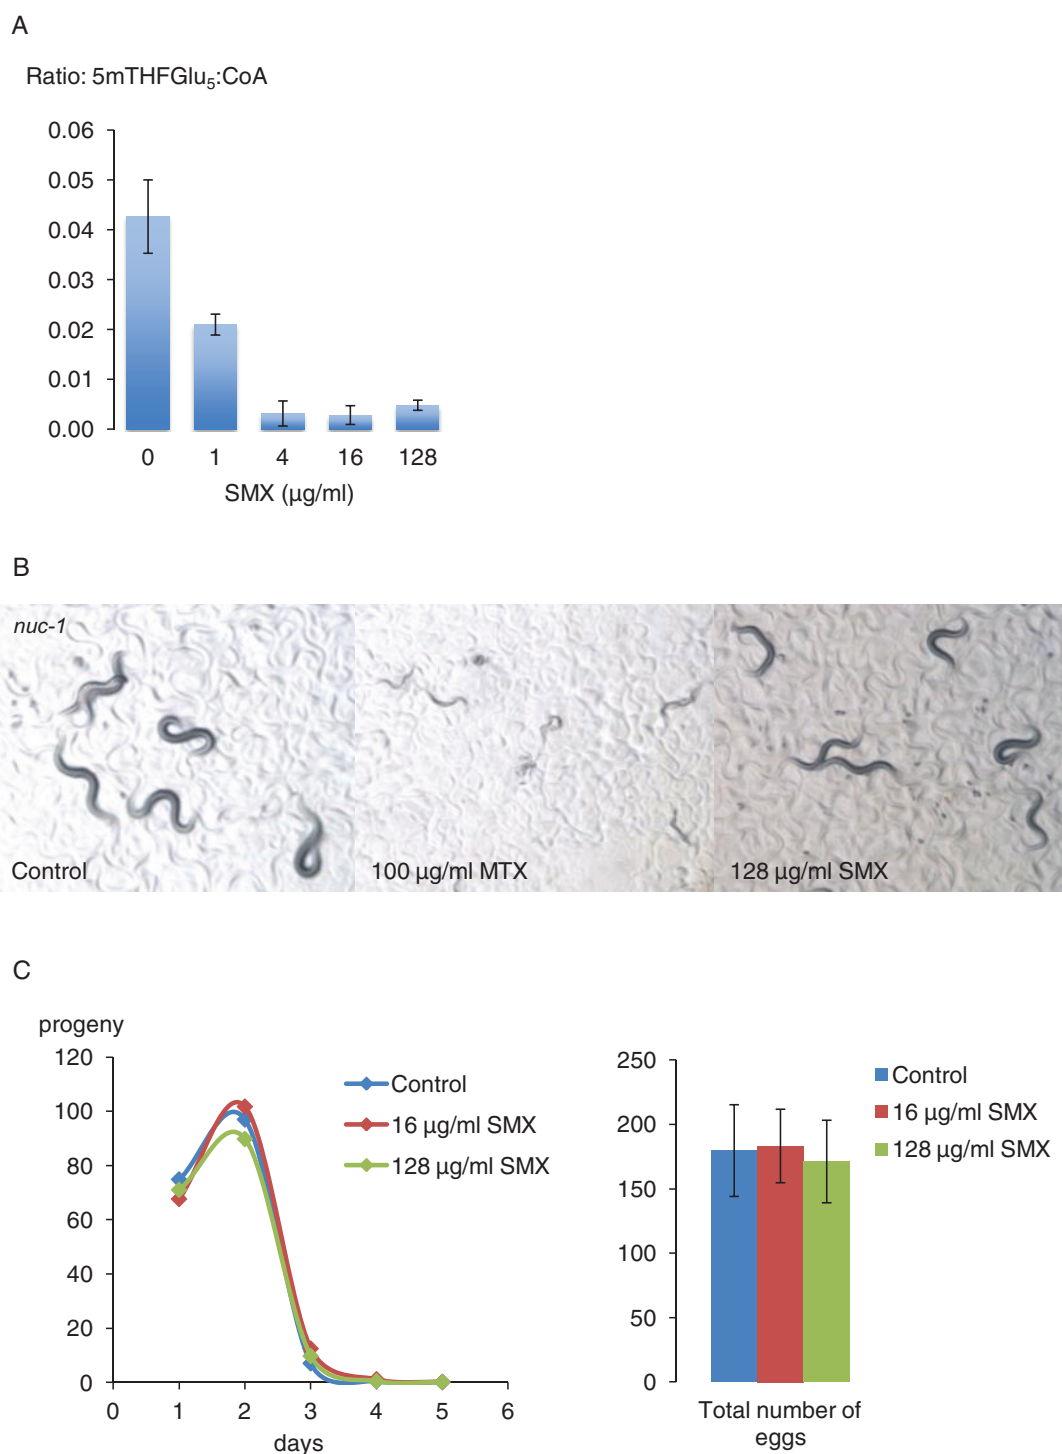 A
Ratio: 5mTHFGlu₅:CoA
0.06
0.05
0.04
0.03
0.02
0.01
0.00
0 1 4 16 128
SMX (µg/ml)
B
nuc-1
Control
100 µg/ml MTX
128 µg/ml SMX
C
progeny
120
100
80
60
40
20
0
0 1 2 3 4 5 6
days
Control
16 µg/ml SMX
128 µg/ml SMX
250
200
150
100
50
0
Total number of
eggs
Control
16 µg/ml SMX
128 µg/ml SMX